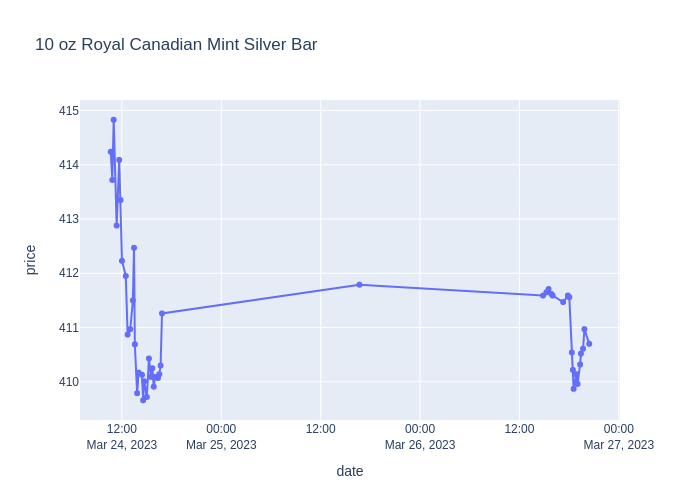 10 oz Royal Canadian Mint Silver Bar
415
414
413
412
411
410
price
12:00 00:00 12:00 00:00 12:00 00:00
Mar 24, 2023 Mar 25, 2023 Mar 26, 2023 Mar 27, 2023
date